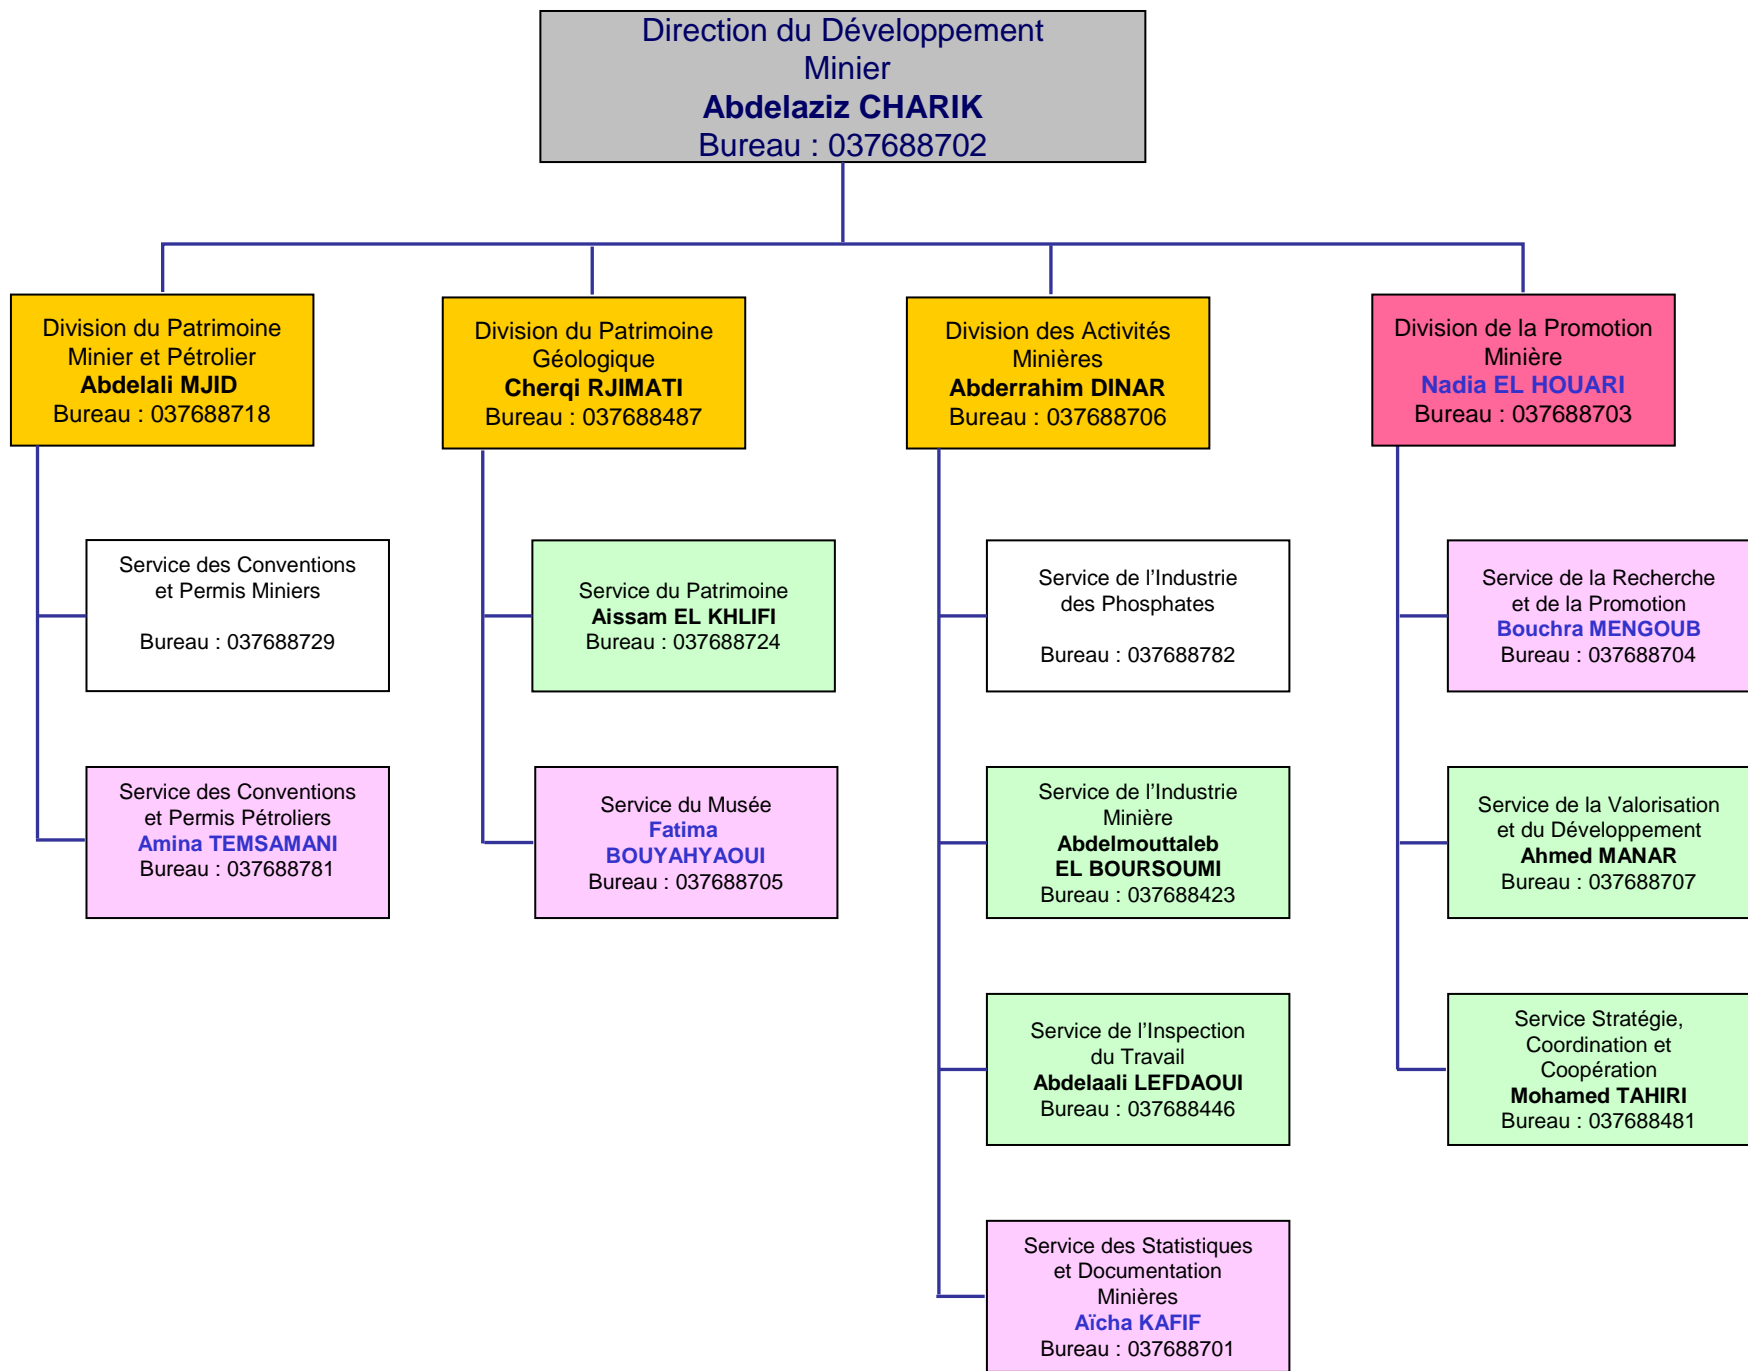 Direction du Développement
Minier
Abdelaziz CHARIK
Bureau : 037688702
Division du Patrimoine
Minier et Pétrolier
Abdelali MJID
Bureau : 037688718
Division du Patrimoine
Géologique
Cherqi RJIMATI
Bureau : 037688487
Division des Activités
Minières
Abderrahim DINAR
Bureau : 037688706
Division de la Promotion
Minière
Nadia EL HOUARI
Bureau : 037688703
Service des Conventions
et Permis Miniers
Bureau : 037688729
Service du Patrimoine
Aissam EL KHLIFI
Bureau : 037688724
Service de l’Industrie
des Phosphates
Bureau : 037688782
Service de la Recherche
et de la Promotion
Bouchra MENGOUB
Bureau : 037688704
Service des Conventions
et Permis Pétroliers
Amina TEMSAMANI
Bureau : 037688781
Service du Musée
Fatima
BOUYAHYAOUI
Bureau : 037688705
Service de l’Industrie
Minière
Abdelmouttaleb
EL BOURSOUMI
Bureau : 037688423
Service de la Valorisation
et du Développement
Ahmed MANAR
Bureau : 037688707
Service de l’Inspection
du Travail
Abdelaali LEFDAOUI
Bureau : 037688446
Service Stratégie,
Coordination et
Coopération
Mohamed TAHIRI
Bureau : 037688481
Service des Statistiques
et Documentation
Minières
Aïcha KAFIF
Bureau : 037688701